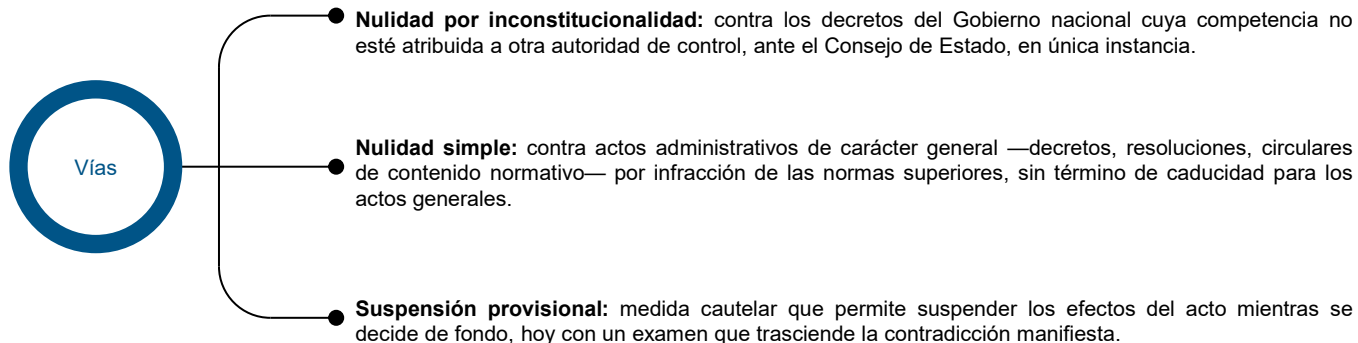 Vías
Nulidad por inconstitucionalidad: contra los decretos del Gobierno nacional cuya competencia no
esté atribuida a otra autoridad de control, ante el Consejo de Estado, en única instancia.
Nulidad simple: contra actos administrativos de carácter general —decretos, resoluciones, circulares
de contenido normativo— por infracción de las normas superiores, sin término de caducidad para los
actos generales.
Suspensión provisional: medida cautelar que permite suspender los efectos del acto mientras se
decide de fondo, hoy con un examen que trasciende la contradicción manifiesta.